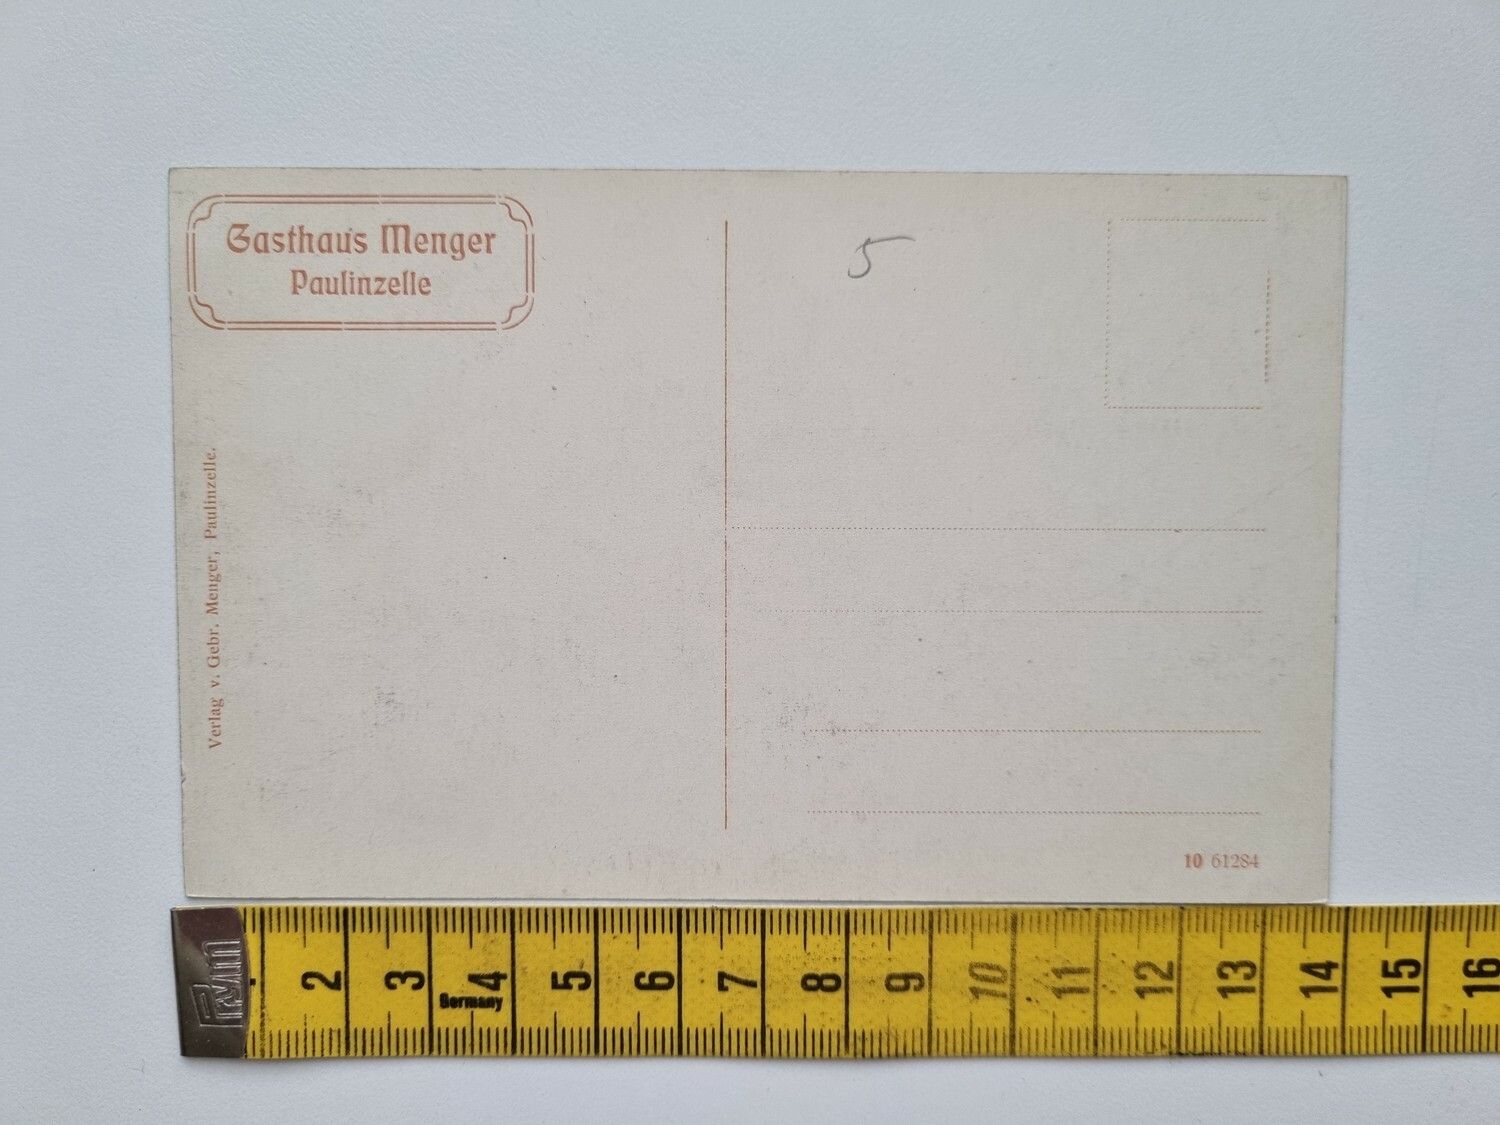 Gasthaus Menger
Paulinzelle
5
Verlag v. Gebr. Menger, Paulinzelle.
10 61284
Prym
2 3 4 5 6 7 8 9 10 11 12 13 14 15 16
Germany